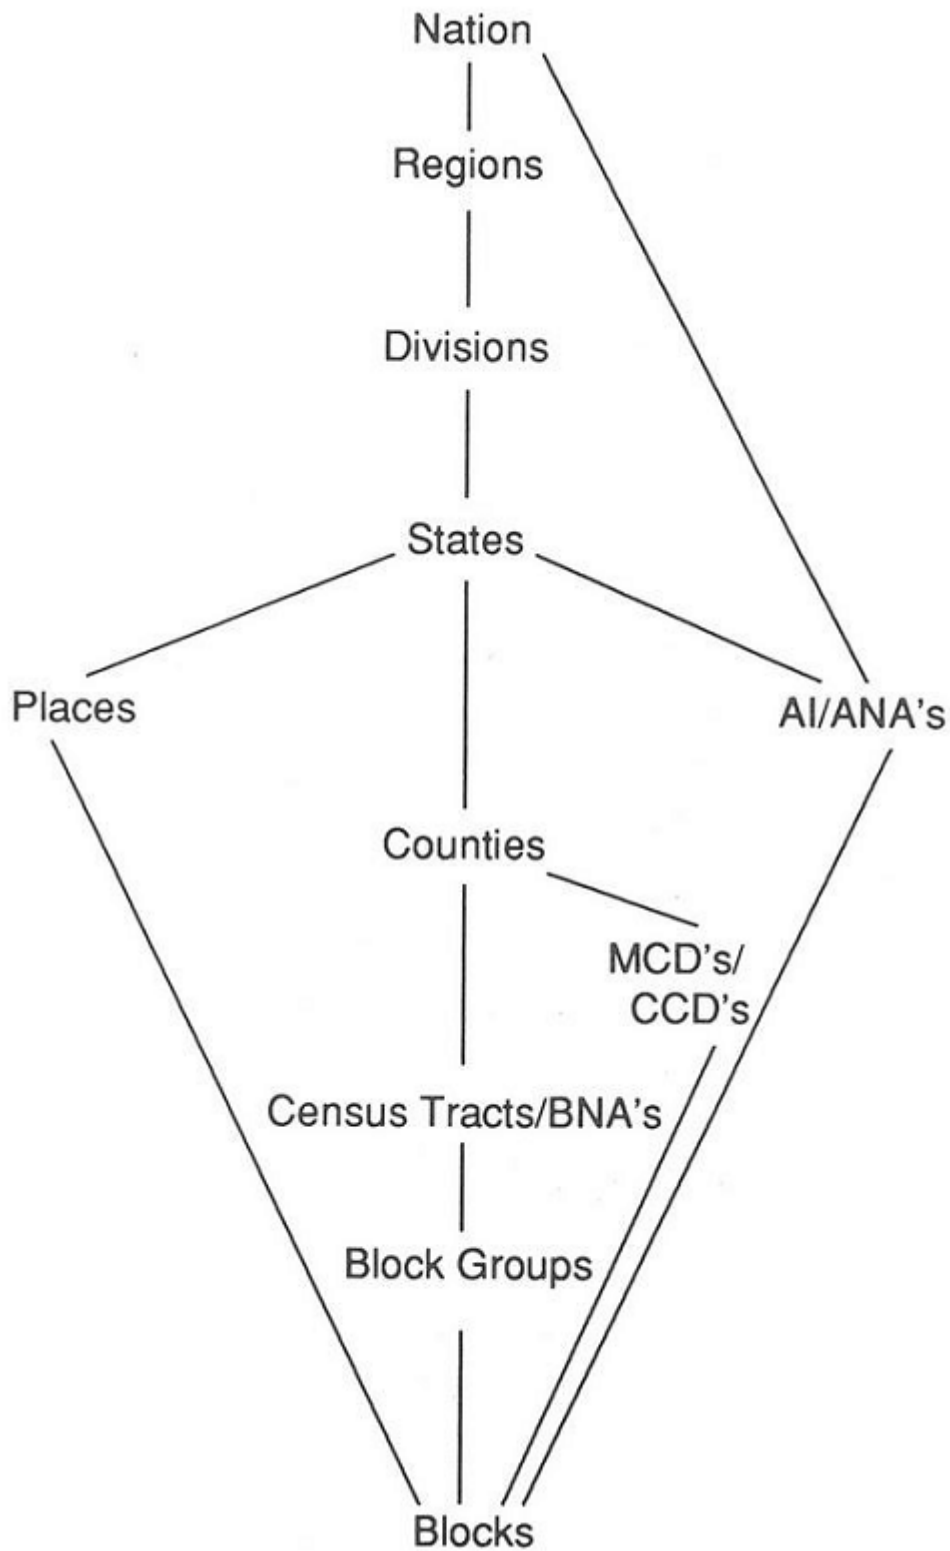 Nation
Regions
Divisions
States
Places
AI/ANA's
Counties
MCD's/
CCD's
Census Tracts/BNA's
Block Groups
Blocks